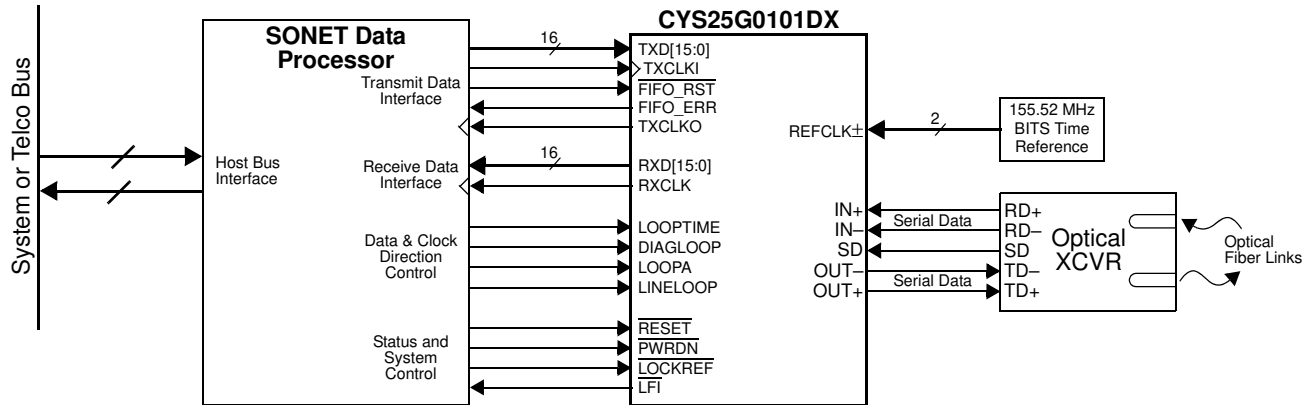 System or Telco Bus
Host Bus
Interface
SONET Data
Processor
Transmit Data
Interface
Receive Data
Interface
Data & Clock
Direction
Control
Status and
System
Control
16
16
CYS25G0101DX
TXD[15:0]
TXCLKI
FIFO_RST
FIFO_ERR
TXCLKO
RXD[15:0]
RXCLK
LOOPTIME
DIAGLOOP
LOOPA
LINELOOP
RESET
PWRDN
LOCKREF
LFI
REFCLK±
IN+
IN–
SD
OUT–
OUT+
2
155.52 MHz
BITS Time
Reference
Serial Data
Serial Data
RD+
RD–
SD
TD–
TD+
Optical
XCVR
Optical
Fiber Links